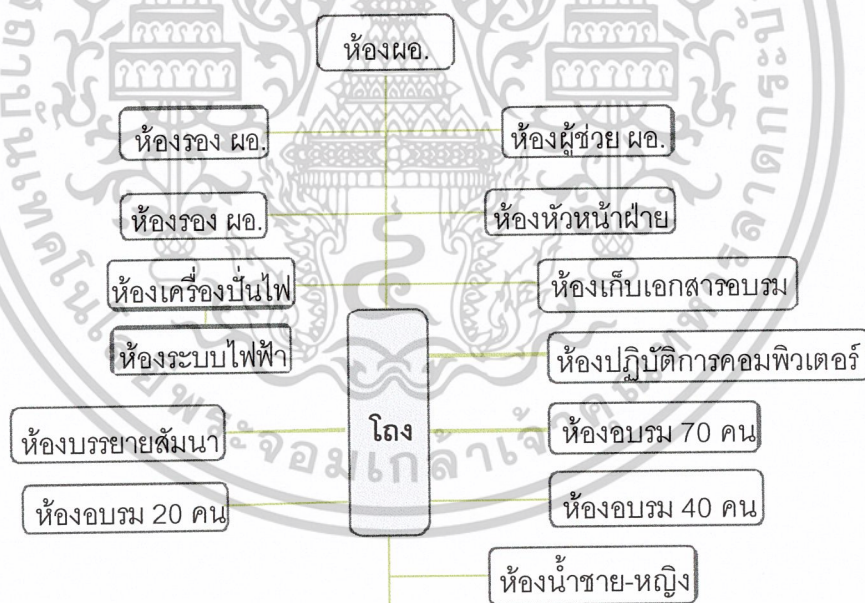 ห้องผอ.
ห้องรอง ผอ.
ห้องผู้ช่วย ผอ.
ห้องรอง ผอ.
ห้องหัวหน้าฝ่าย
ห้องเครื่องปั่นไฟ
ห้องเก็บเอกสารอบรม
ห้องระบบไฟฟ้า
ห้องปฏิบัติการคอมพิวเตอร์
ห้องบรรยายสัมนา
โถง
ห้องอบรม 70 คน
ห้องอบรม 20 คน
ห้องอบรม 40 คน
ห้องน้ำชาย-หญิง